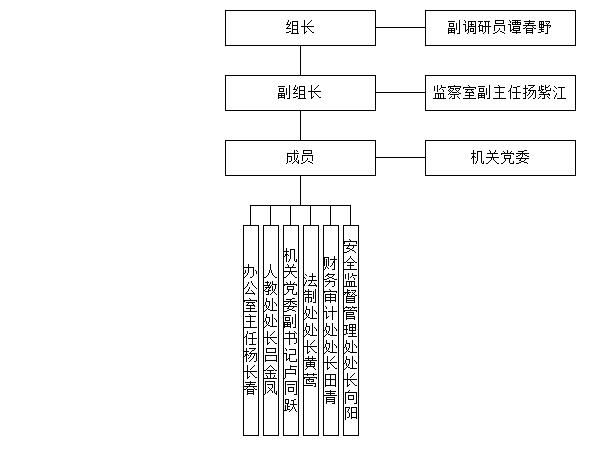 组长
副调研员谭春野
副组长
监察室副主任扬紫江
成员
机关党委
办公室主任杨长春
人教处处长吕金凤
机关党委副书记卢同跃
法制处处长黄莺
财务审计处处长田青
安全监督管理处处长向阳